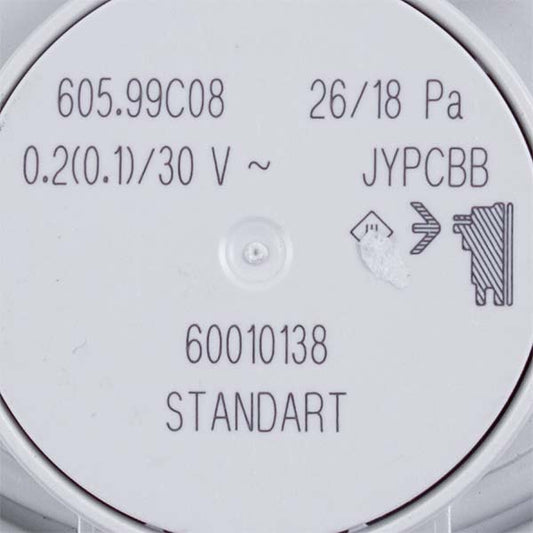 605.99C08 26/18 Pa
0.2(0.1)/30 V ~ JYPCBB
60010138
STANDART